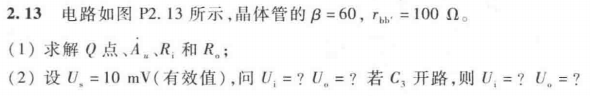 2.13 电路如图 P2.13 所示,晶体管的 β = 60, r_bb' = 100 Ω。
(1) 求解 Q 点、Ȧ_u、R_i 和 R_o;
(2) 设 U_s = 10 mV(有效值),问 U_i = ? U_o = ? 若 C_3 开路,则 U_i = ? U_o = ?